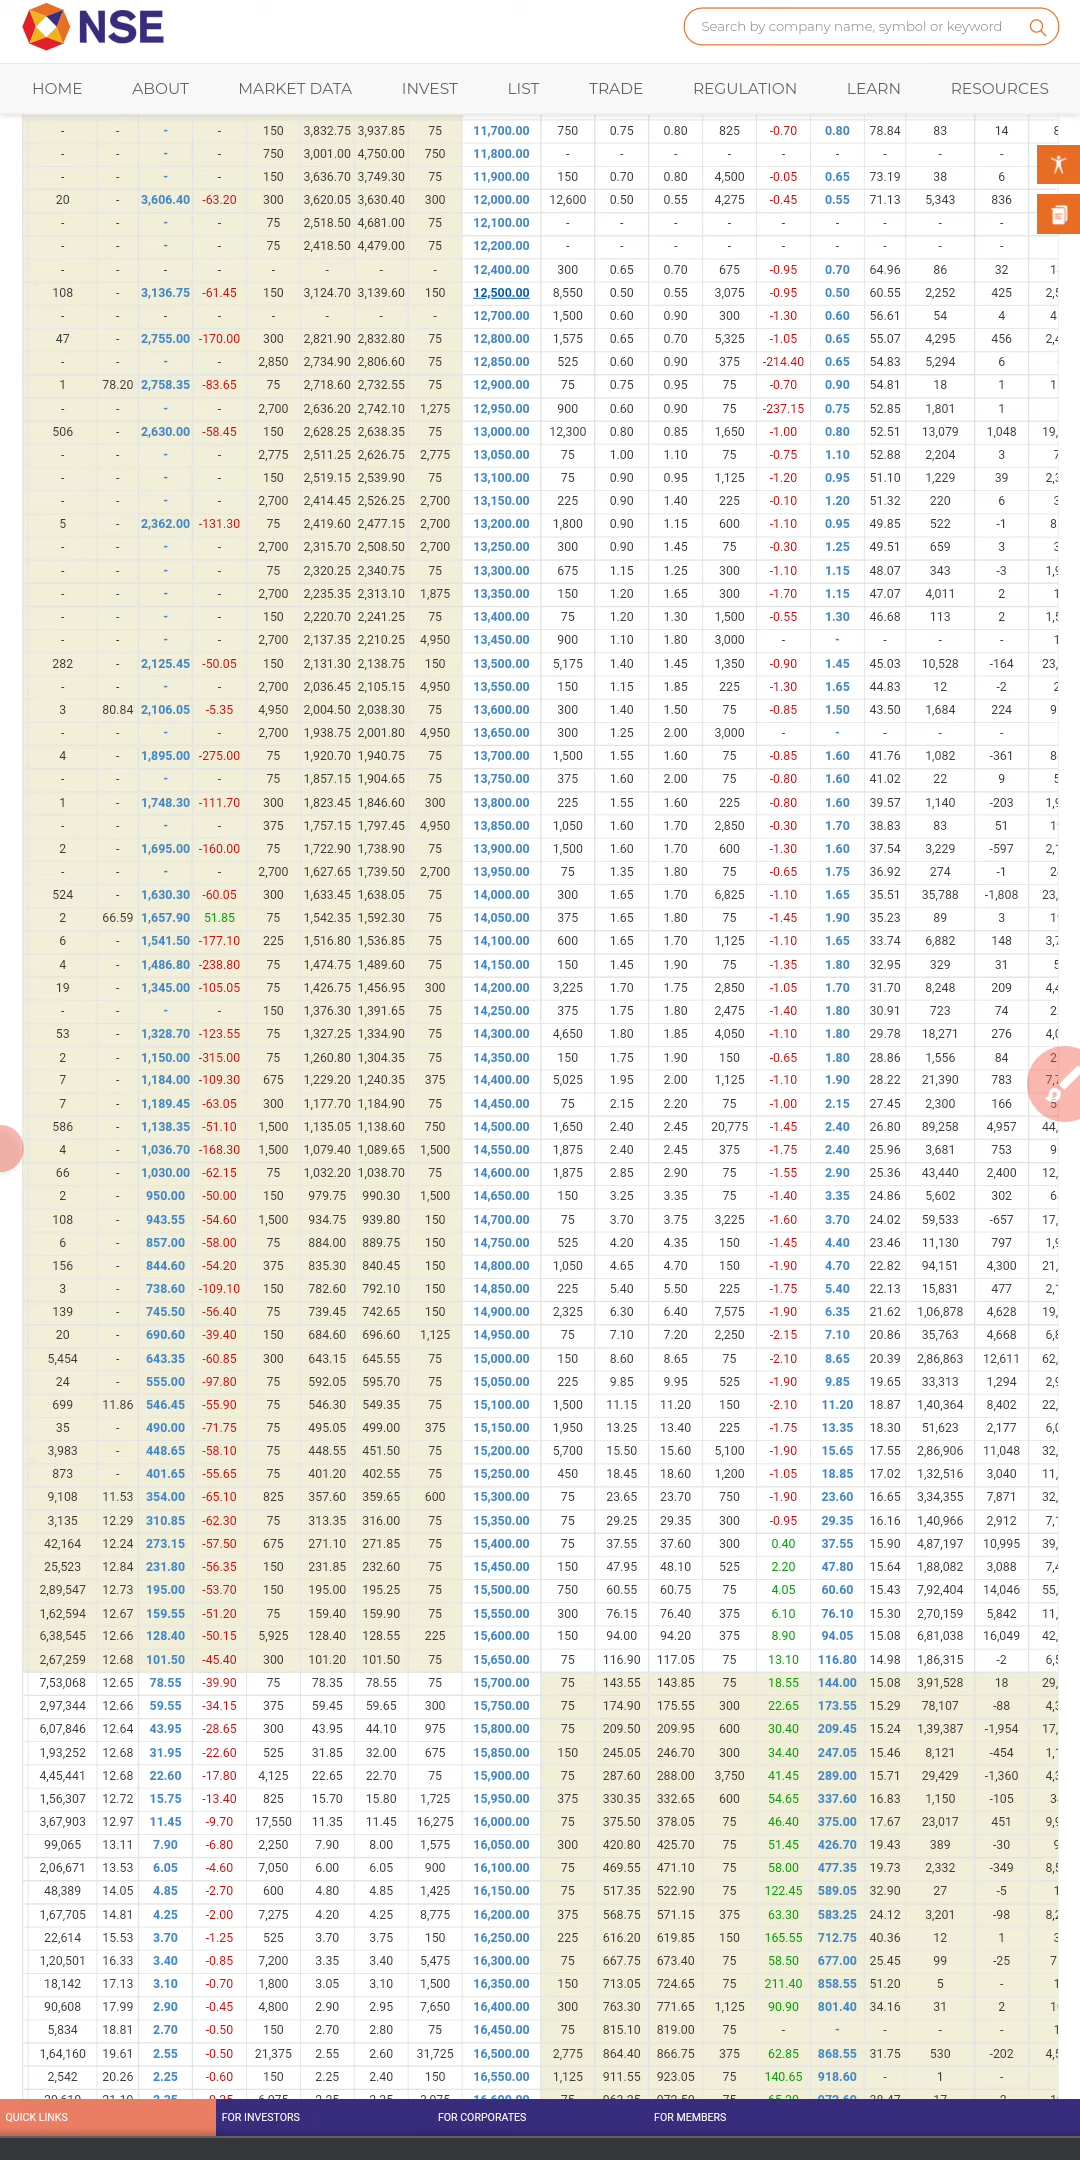 NSE
Search by company name, symbol or keyword
HOME ABOUT MARKET DATA INVEST LIST TRADE REGULATION LEARN RESOURCES
- - - - 150 3,832.75 3,937.85 75 11,700.00 750 0.75 0.80 825 -0.70 0.80 78.84 83 14
- - - - 750 3,001.00 4,750.00 750 11,800.00 - - - - - - - - -
- - - - 150 3,636.70 3,749.30 75 11,900.00 150 0.70 0.80 4,500 -0.05 0.65 73.19 38 6
20 - 3,606.40 -63.20 300 3,620.05 3,630.40 300 12,000.00 12,600 0.50 0.55 4,275 -0.45 0.55 71.13 5,343 836
- - - - 75 2,518.50 4,681.00 75 12,100.00 - - - - - - - - -
- - - - 75 2,418.50 4,479.00 75 12,200.00 - - - - - - - - -
- - - - - - - - 12,400.00 300 0.65 0.70 675 -0.95 0.70 64.96 86 32
108 - 3,136.75 -61.45 150 3,124.70 3,139.60 150 12,500.00 8,550 0.50 0.55 3,075 -0.95 0.50 60.55 2,252 425
- - - - - - - - 12,700.00 1,500 0.60 0.90 300 -1.30 0.60 56.61 54 4
47 - 2,755.00 -170.00 300 2,821.90 2,832.80 75 12,800.00 1,575 0.65 0.70 5,325 -1.05 0.65 55.07 4,295 456
- - - - 2,850 2,734.90 2,806.60 75 12,850.00 525 0.60 0.90 375 -214.40 0.65 54.83 5,294 6
1 78.20 2,758.35 -83.65 75 2,718.60 2,732.55 75 12,900.00 75 0.75 0.95 75 -0.70 0.90 54.81 18 1
- - - - 2,700 2,636.20 2,742.10 1,275 12,950.00 900 0.60 0.90 75 -237.15 0.75 52.85 1,801 1
506 - 2,630.00 -58.45 150 2,628.25 2,638.35 75 13,000.00 12,300 0.80 0.85 1,650 -1.00 0.80 52.51 13,079 1,048
- - - - 2,775 2,511.25 2,626.75 2,775 13,050.00 75 1.00 1.10 75 -0.75 1.10 52.88 2,204 3
- - - - 150 2,519.15 2,539.90 75 13,100.00 75 0.90 0.95 1,125 -1.20 0.95 51.10 1,229 39
- - - - 2,700 2,414.45 2,526.25 2,700 13,150.00 225 0.90 1.40 225 -0.10 1.20 51.32 220 6
5 - 2,362.00 -131.30 75 2,419.60 2,477.15 2,700 13,200.00 1,800 0.90 1.15 600 -1.10 0.95 49.85 522 -1
- - - - 2,700 2,315.70 2,508.50 2,700 13,250.00 300 0.90 1.45 75 -0.30 1.25 49.51 659 3
- - - - 75 2,320.25 2,340.75 75 13,300.00 675 1.15 1.25 300 -1.10 1.15 48.07 343 -3
- - - - 2,700 2,235.35 2,313.10 1,875 13,350.00 150 1.20 1.65 300 -1.70 1.15 47.07 4,011 2
- - - - 150 2,220.70 2,241.25 75 13,400.00 75 1.20 1.30 1,500 -0.55 1.30 46.68 113 2
- - - - 2,700 2,137.35 2,210.25 4,950 13,450.00 900 1.10 1.80 3,000 - - - - -
282 - 2,125.45 -50.05 150 2,131.30 2,138.75 150 13,500.00 5,175 1.40 1.45 1,350 -0.90 1.45 45.03 10,528 -164
- - - - 2,700 2,036.45 2,105.15 4,950 13,550.00 150 1.15 1.85 225 -1.30 1.65 44.83 12 -2
3 80.84 2,106.05 -5.35 4,950 2,004.50 2,038.30 75 13,600.00 300 1.40 1.50 75 -0.85 1.50 43.50 1,684 224
- - - - 2,700 1,938.75 2,001.80 4,950 13,650.00 300 1.25 2.00 3,000 - - - - -
4 - 1,895.00 -275.00 75 1,920.70 1,940.75 75 13,700.00 1,500 1.55 1.60 75 -0.85 1.60 41.76 1,082 -361
- - - - 75 1,857.15 1,904.65 75 13,750.00 375 1.60 2.00 75 -0.80 1.60 41.02 22 9
1 - 1,748.30 -111.70 300 1,823.45 1,846.60 300 13,800.00 225 1.55 1.60 225 -0.80 1.60 39.57 1,140 -203
- - - - 375 1,757.15 1,797.45 4,950 13,850.00 1,050 1.60 1.70 2,850 -0.30 1.70 38.83 83 51
2 - 1,695.00 -160.00 75 1,722.90 1,738.90 75 13,900.00 1,500 1.60 1.70 600 -1.30 1.60 37.54 3,229 -597
- - - - 2,700 1,627.65 1,739.50 2,700 13,950.00 75 1.35 1.80 75 -0.65 1.75 36.92 274 -1
524 - 1,630.30 -60.05 300 1,633.45 1,638.05 75 14,000.00 300 1.65 1.70 6,825 -1.10 1.65 35.51 35,788 -1,808
2 66.59 1,657.90 51.85 75 1,542.35 1,592.30 75 14,050.00 375 1.65 1.80 75 -1.45 1.90 35.23 89 3
6 - 1,541.50 -177.10 225 1,516.80 1,536.85 75 14,100.00 600 1.65 1.70 1,125 -1.10 1.65 33.74 6,882 148
4 - 1,486.80 -238.80 75 1,474.75 1,489.60 75 14,150.00 150 1.45 1.90 75 -1.35 1.80 32.95 329 31
19 - 1,345.00 -105.05 75 1,426.75 1,456.95 300 14,200.00 3,225 1.70 1.75 2,850 -1.05 1.70 31.70 8,248 209
- - - - 150 1,376.30 1,391.65 75 14,250.00 375 1.75 1.80 2,475 -1.40 1.80 30.91 723 74
53 - 1,328.70 -123.55 75 1,327.25 1,334.90 75 14,300.00 4,650 1.80 1.85 4,050 -1.10 1.80 29.78 18,271 276
2 - 1,150.00 -315.00 75 1,260.80 1,304.35 75 14,350.00 150 1.75 1.90 150 -0.65 1.80 28.86 1,556 84
7 - 1,184.00 -109.30 675 1,229.20 1,240.35 375 14,400.00 5,025 1.95 2.00 1,125 -1.10 1.90 28.22 21,390 783
7 - 1,189.45 -63.05 300 1,177.70 1,184.90 75 14,450.00 75 2.15 2.20 75 -1.00 2.15 27.45 2,300 166
586 - 1,138.35 -51.10 1,500 1,135.05 1,138.60 750 14,500.00 1,650 2.40 2.45 20,775 -1.45 2.40 26.80 89,258 4,957
4 - 1,036.70 -168.30 1,500 1,079.40 1,089.65 1,500 14,550.00 1,875 2.40 2.45 375 -1.75 2.40 25.96 3,681 753
66 - 1,030.00 -62.15 75 1,032.20 1,038.70 75 14,600.00 1,875 2.85 2.90 75 -1.55 2.90 25.36 43,440 2,400
2 - 950.00 -50.00 150 979.75 990.30 1,500 14,650.00 150 3.25 3.35 75 -1.40 3.35 24.86 5,602 302
108 - 943.55 -54.60 1,500 934.75 939.80 150 14,700.00 75 3.70 3.75 3,225 -1.60 3.70 24.02 59,533 -657
6 - 857.00 -58.00 75 884.00 889.75 150 14,750.00 525 4.20 4.35 150 -1.45 4.40 23.46 11,130 797
156 - 844.60 -54.20 375 835.30 840.45 150 14,800.00 1,050 4.65 4.70 150 -1.90 4.70 22.82 94,151 4,300
3 - 738.60 -109.10 150 782.60 792.10 150 14,850.00 225 5.40 5.50 225 -1.75 5.40 22.13 15,831 477
139 - 745.50 -56.40 75 739.45 742.65 150 14,900.00 2,325 6.30 6.40 7,575 -1.90 6.35 21.62 1,06,878 4,628
20 - 690.60 -39.40 150 684.60 696.60 1,125 14,950.00 75 7.10 7.20 2,250 -2.15 7.10 20.86 35,763 4,668
5,454 - 643.35 -60.85 300 643.15 645.55 75 15,000.00 150 8.60 8.65 75 -2.10 8.65 20.39 2,86,863 12,611
24 - 555.00 -97.80 75 592.05 595.70 75 15,050.00 225 9.85 9.95 525 -1.90 9.85 19.65 33,313 1,294
699 11.86 546.45 -55.90 75 546.30 549.35 75 15,100.00 1,500 11.15 11.20 150 -2.10 11.20 18.87 1,40,364 8,402
35 - 490.00 -71.75 75 495.05 499.00 375 15,150.00 1,950 13.25 13.40 225 -1.75 13.35 18.30 51,623 2,177
3,983 - 448.65 -58.10 75 448.55 451.50 75 15,200.00 5,700 15.50 15.60 5,100 -1.90 15.65 17.55 2,86,906 11,048
873 - 401.65 -55.65 75 401.20 402.55 75 15,250.00 450 18.45 18.60 1,200 -1.05 18.85 17.02 1,32,516 3,040
9,108 11.53 354.00 -65.10 825 357.60 359.65 600 15,300.00 75 23.65 23.70 750 -1.90 23.60 16.65 3,34,355 7,871
3,135 12.29 310.85 -62.30 75 313.35 316.00 75 15,350.00 75 29.25 29.35 300 -0.95 29.35 16.16 1,40,966 2,912
42,164 12.24 273.15 -57.50 675 271.10 271.85 75 15,400.00 75 37.55 37.60 300 0.40 37.55 15.90 4,87,197 10,995
25,523 12.84 231.80 -56.35 150 231.85 232.60 75 15,450.00 150 47.95 48.10 525 2.20 47.80 15.64 1,88,082 3,088
2,89,547 12.73 195.00 -53.70 150 195.00 195.25 75 15,500.00 750 60.55 60.75 75 4.05 60.60 15.43 7,92,404 14,046
1,62,594 12.67 159.55 -51.20 75 159.40 159.90 75 15,550.00 300 76.15 76.40 375 6.10 76.10 15.30 2,70,159 5,842
6,38,545 12.66 128.40 -50.15 5,925 128.40 128.55 225 15,600.00 150 94.00 94.20 375 8.90 94.05 15.08 6,81,038 16,049
2,67,259 12.68 101.50 -45.40 300 101.20 101.50 75 15,650.00 75 116.90 117.05 75 13.10 116.80 14.98 1,86,315 -2
7,53,068 12.65 78.55 -39.90 75 78.35 78.55 75 15,700.00 75 143.55 143.85 75 18.55 144.00 15.08 3,91,528 18
2,97,344 12.66 59.55 -34.15 375 59.45 59.65 300 15,750.00 75 174.90 175.55 300 22.65 173.55 15.29 78,107 -88
6,07,846 12.64 43.95 -28.65 300 43.95 44.10 975 15,800.00 75 209.50 209.95 600 30.40 209.45 15.24 1,39,387 -1,954
1,93,252 12.68 31.95 -22.60 525 31.85 32.00 675 15,850.00 150 245.05 246.70 300 34.40 247.05 15.46 8,121 -454
4,45,441 12.68 22.60 -17.80 4,125 22.65 22.70 75 15,900.00 75 287.60 288.00 3,750 41.45 289.00 15.71 29,429 -1,360
1,56,307 12.72 15.75 -13.40 825 15.70 15.80 1,725 15,950.00 375 330.35 332.65 600 54.65 337.60 16.83 1,150 -105
3,67,903 12.97 11.45 -9.70 17,550 11.35 11.45 16,275 16,000.00 75 375.50 378.05 75 46.40 375.00 17.67 23,017 451
99,065 13.11 7.90 -6.80 2,250 7.90 8.00 1,575 16,050.00 300 420.80 425.70 75 51.45 426.70 19.43 389 -30
2,06,671 13.53 6.05 -4.60 7,050 6.00 6.05 900 16,100.00 75 469.55 471.10 75 58.00 477.35 19.73 2,332 -349
48,389 14.05 4.85 -2.70 600 4.80 4.85 1,425 16,150.00 75 517.35 522.90 75 122.45 589.05 32.90 27 -5
1,67,705 14.81 4.25 -2.00 7,275 4.20 4.25 8,775 16,200.00 375 568.75 571.15 375 63.30 583.25 24.12 3,201 -98
22,614 15.53 3.70 -1.25 525 3.70 3.75 150 16,250.00 225 616.20 619.85 150 165.55 712.75 40.36 12 1
1,20,501 16.33 3.40 -0.85 7,200 3.35 3.40 5,475 16,300.00 75 667.75 673.40 75 58.50 677.00 25.45 99 -25
18,142 17.13 3.10 -0.70 1,800 3.05 3.10 1,500 16,350.00 150 713.05 724.65 75 211.40 858.55 51.20 5 -
90,608 17.99 2.90 -0.45 4,800 2.90 2.95 7,650 16,400.00 300 763.30 771.65 1,125 90.90 801.40 34.16 31 2
5,834 18.81 2.70 -0.50 150 2.70 2.80 75 16,450.00 75 815.10 819.00 75 - - - - -
1,64,160 19.61 2.55 -0.50 21,375 2.55 2.60 31,725 16,500.00 2,775 864.40 866.75 375 62.85 868.55 31.75 530 -202
2,542 20.26 2.25 -0.60 150 2.25 2.40 150 16,550.00 1,125 911.55 923.05 75 140.65 918.60 - 1 -
QUICK LINKS FOR INVESTORS FOR CORPORATES FOR MEMBERS